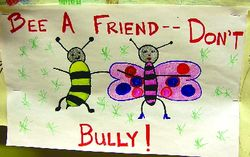 BEE A FRIEND-- DON'T
BULLY!